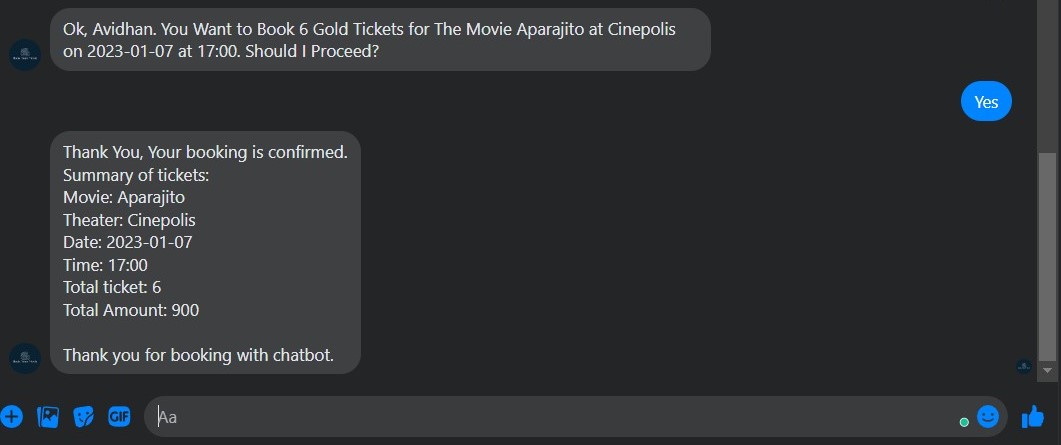 Ok, Avidhan. You Want to Book 6 Gold Tickets for The Movie Aparajito at Cinepolis
on 2023-01-07 at 17:00. Should I Proceed?
Yes
Thank You, Your booking is confirmed.
Summary of tickets:
Movie: Aparajito
Theater: Cinepolis
Date: 2023-01-07
Time: 17:00
Total ticket: 6
Total Amount: 900
Thank you for booking with chatbot.
GIF
Aa